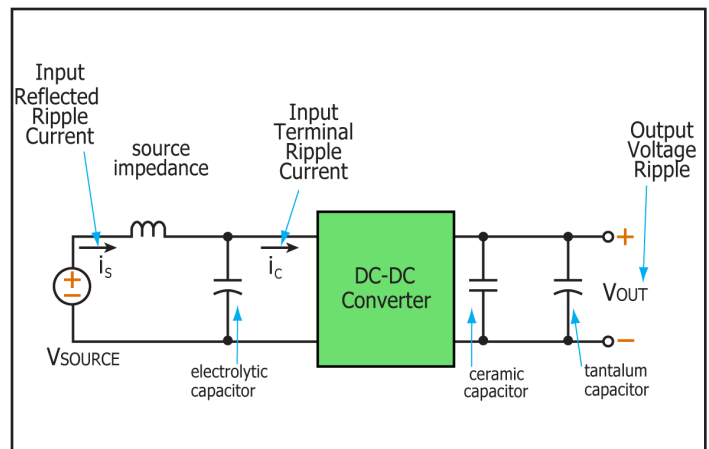 Input
Reflected
Ripple
Current
source
impedance
Input
Terminal
Ripple
Current
Output
Voltage
Ripple
iS
iC
DC-DC
Converter
VOUT
+
−
+
−
VSOURCE
electrolytic
capacitor
ceramic
capacitor
tantalum
capacitor